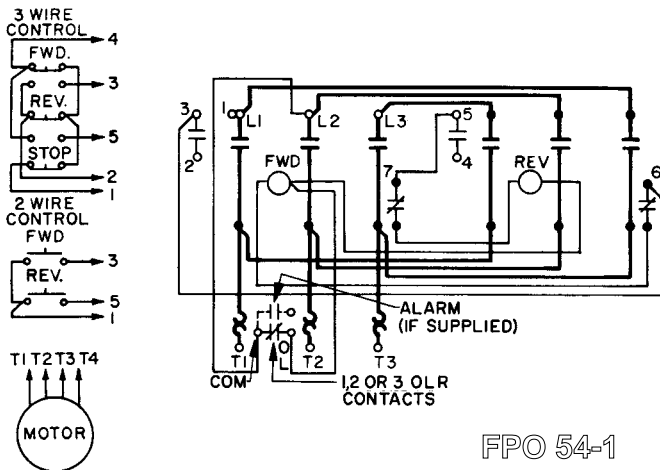 3 WIRE
CONTROL
4
FWD.
3
REV.
5
STOP
2
1
2 WIRE
CONTROL
FWD
3
REV.
5
1
T1 T2 T3 T4
MOTOR
3
2
1
L1
L2
L3
5
4
FWD
7
REV
6
ALARM
(IF SUPPLIED)
T1
O
L
T2
T3
COM
1,2 OR 3 OLR
CONTACTS
FPO 54-1